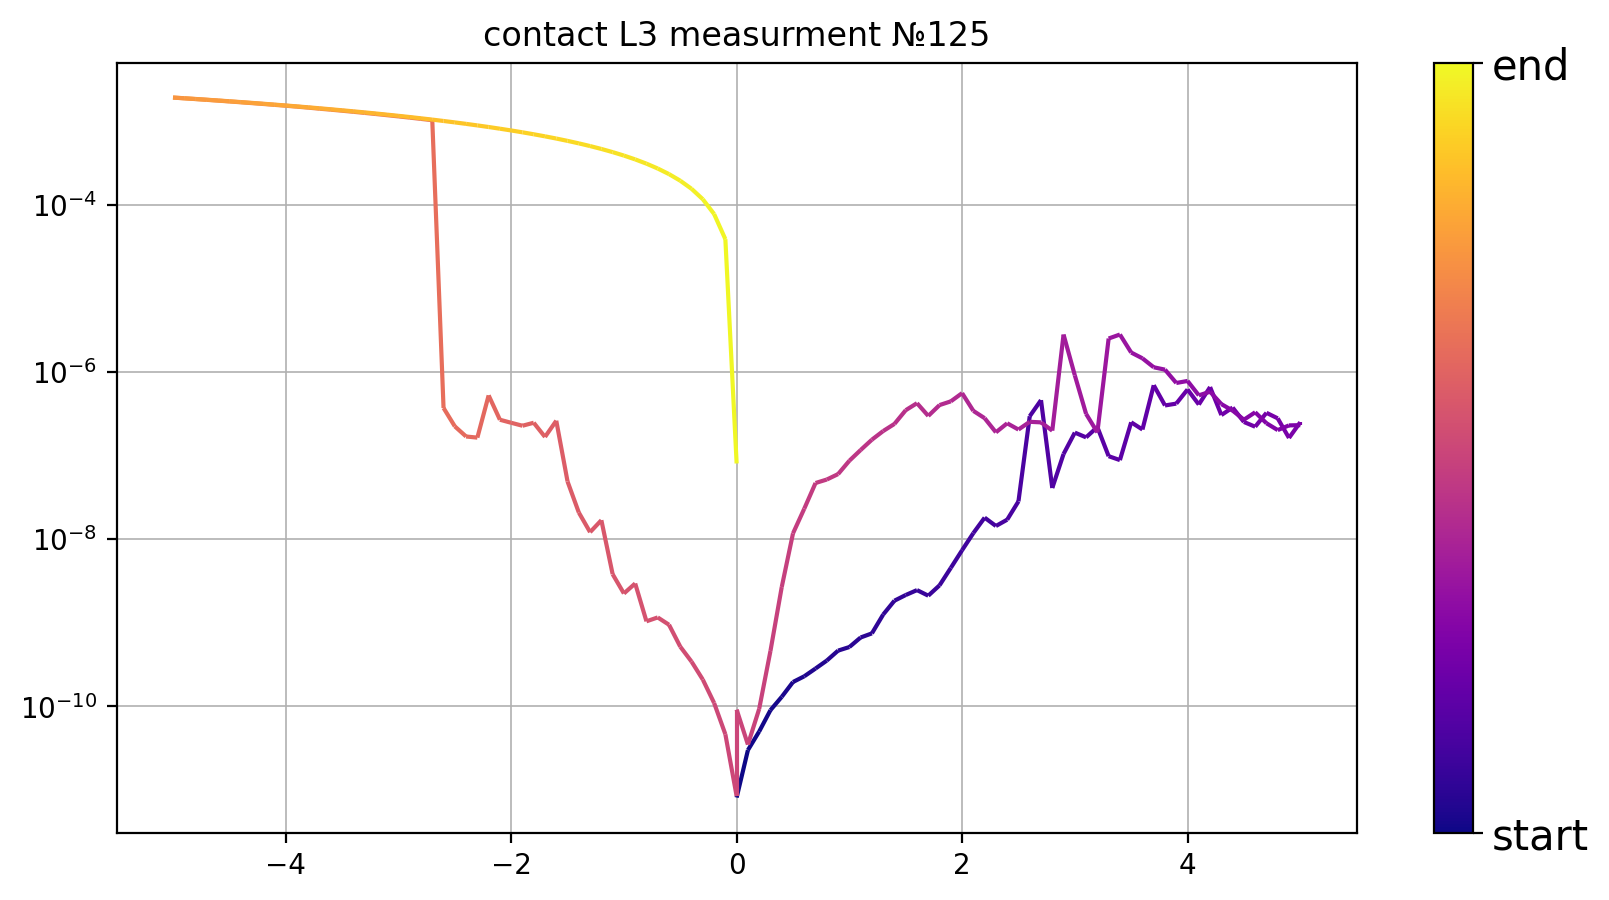 contact L3 measurment №125
end
10⁻⁴
10⁻⁶
10⁻⁸
10⁻¹⁰
start
−4 −2 0 2 4